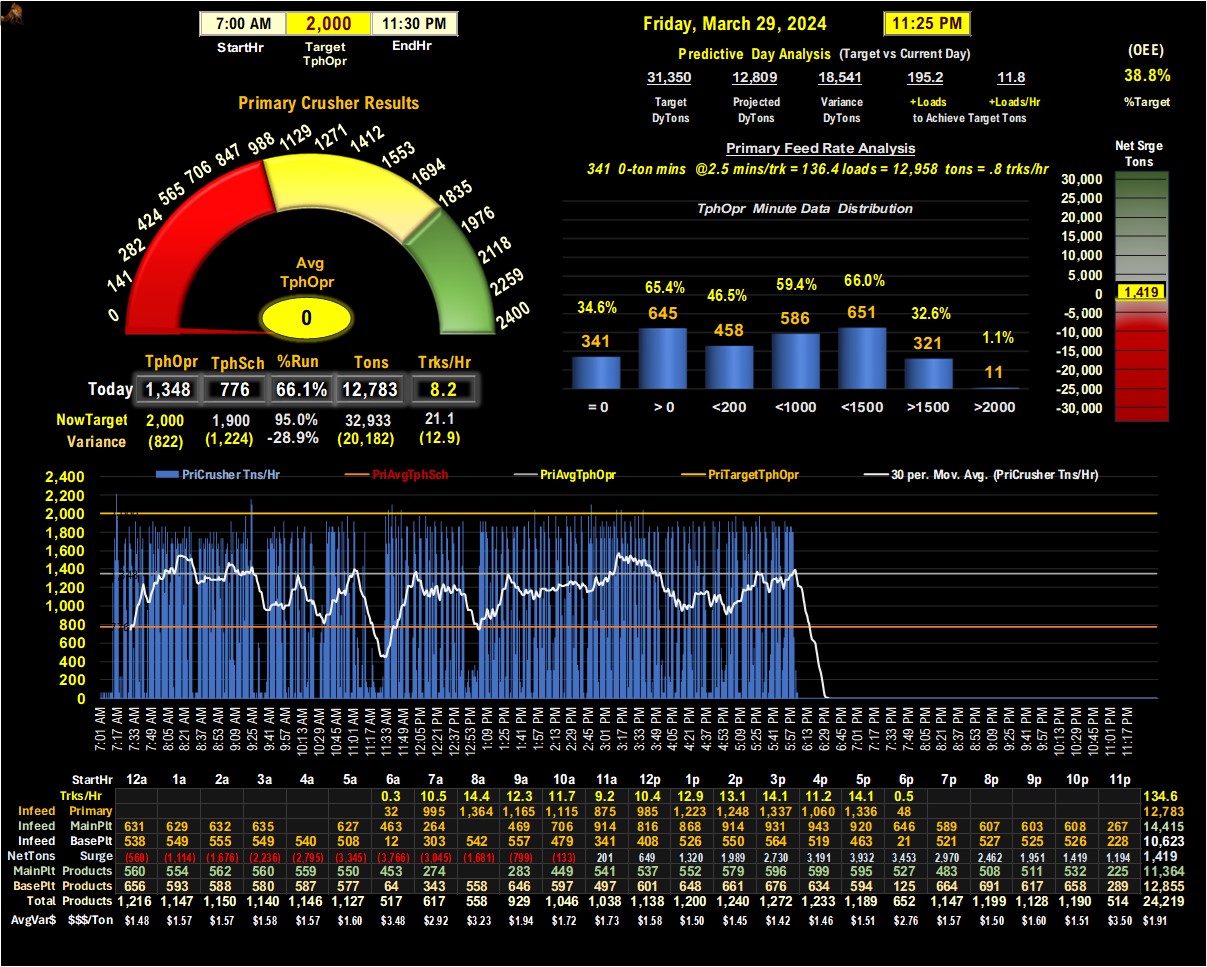 7:00 AM 2,000 11:30 PM
StartHr Target TphOpr EndHr
Friday, March 29, 2024 11:25 PM
Predictive Day Analysis (Target vs Current Day)
31,350 12,809 18,541 195.2 11.8
Target DyTons Projected DyTons Variance DyTons +Loads +Loads/Hr
to Achieve Target Tons
(OEE)
38.8%
%Target
Primary Crusher Results
0 141 282 424 565 706 847 988 1129 1271 1412 1553 1694 1835 1976 2118 2259 2400
Avg
TphOpr
0
TphOpr TphSch %Run Tons Trks/Hr
Today 1,348 776 66.1% 12,783 8.2
NowTarget 2,000 1,900 95.0% 32,933 21.1
Variance (822) (1,224) -28.9% (20,182) (12.9)
Primary Feed Rate Analysis
341 0-ton mins @2.5 mins/trk = 136.4 loads = 12,958 tons = .8 trks/hr
TphOpr Minute Data Distribution
34.6% 65.4% 46.5% 59.4% 66.0% 32.6% 1.1%
341 645 458 586 651 321 11
= 0 > 0 <200 <1000 <1500 >1500 >2000
Net Srge
Tons
30,000
25,000
20,000
15,000
10,000
5,000
0
-5,000
-10,000
-15,000
-20,000
-25,000
-30,000
1,419
PriCrusher Tns/Hr PriAvgTphSch PriAvgTphOpr PriTargetTphOpr 30 per. Mov. Avg. (PriCrusher Tns/Hr)
2,400
2,200
2,000
1,800
1,600
1,400
1,200
1,000
800
600
400
200
0
7:01 AM 7:17 AM 7:33 AM 7:49 AM 8:05 AM 8:21 AM 8:37 AM 8:53 AM 9:09 AM 9:25 AM 9:41 AM 9:57 AM 10:13 AM 10:29 AM 10:45 AM 11:01 AM 11:17 AM 11:33 AM 11:49 AM 12:05 PM 12:21 PM 12:37 PM 12:53 PM 1:09 PM 1:25 PM 1:41 PM 1:57 PM 2:13 PM 2:29 PM 2:45 PM 3:01 PM 3:17 PM 3:33 PM 3:49 PM 4:05 PM 4:21 PM 4:37 PM 4:53 PM 5:09 PM 5:25 PM 5:41 PM 5:57 PM 6:13 PM 6:29 PM 6:45 PM 7:01 PM 7:17 PM 7:33 PM 7:49 PM 8:05 PM 8:21 PM 8:37 PM 8:53 PM 9:09 PM 9:25 PM 9:41 PM 9:57 PM 10:13 PM 10:29 PM 10:45 PM 11:01 PM 11:17 PM
StartHr 12a 1a 2a 3a 4a 5a 6a 7a 8a 9a 10a 11a 12p 1p 2p 3p 4p 5p 6p 7p 8p 9p 10p 11p
Trks/Hr 0.3 10.5 14.4 12.3 11.7 9.2 10.4 12.9 13.1 14.1 11.2 14.1 0.5 134.6
Infeed Primary 32 995 1,364 1,165 1,115 875 985 1,223 1,248 1,337 1,060 1,336 48 12,783
Infeed MainPlt 631 629 632 635 627 463 264 469 706 914 816 868 914 931 943 920 646 589 607 603 608 267 14,415
Infeed BasePlt 538 549 555 549 540 508 12 303 542 557 479 341 408 526 550 564 519 463 21 521 527 525 526 228 10,623
NetTons Surge (560) (1,114) (1,676) (2,236) (2,795) (3,345) (3,766) (3,045) (1,681) (799) (133) 201 649 1,320 1,989 2,730 3,191 3,932 3,453 2,970 2,462 1,951 1,419 1,194 1,419
MainPlt Products 560 554 562 560 559 550 453 274 283 449 541 537 552 579 596 599 595 527 483 508 511 532 225 11,364
BasePlt Products 656 593 588 580 587 577 64 343 558 646 597 497 601 648 661 676 634 594 125 664 691 617 658 289 12,855
Total Products 1,216 1,147 1,150 1,140 1,146 1,127 517 617 558 929 1,046 1,038 1,138 1,200 1,240 1,272 1,233 1,189 652 1,147 1,199 1,128 1,190 514 24,219
AvgVar$ $$$/Ton $1.48 $1.57 $1.57 $1.58 $1.57 $1.60 $3.48 $2.92 $3.23 $1.94 $1.72 $1.73 $1.58 $1.50 $1.45 $1.42 $1.46 $1.51 $2.76 $1.57 $1.50 $1.60 $1.51 $3.50 $1.91